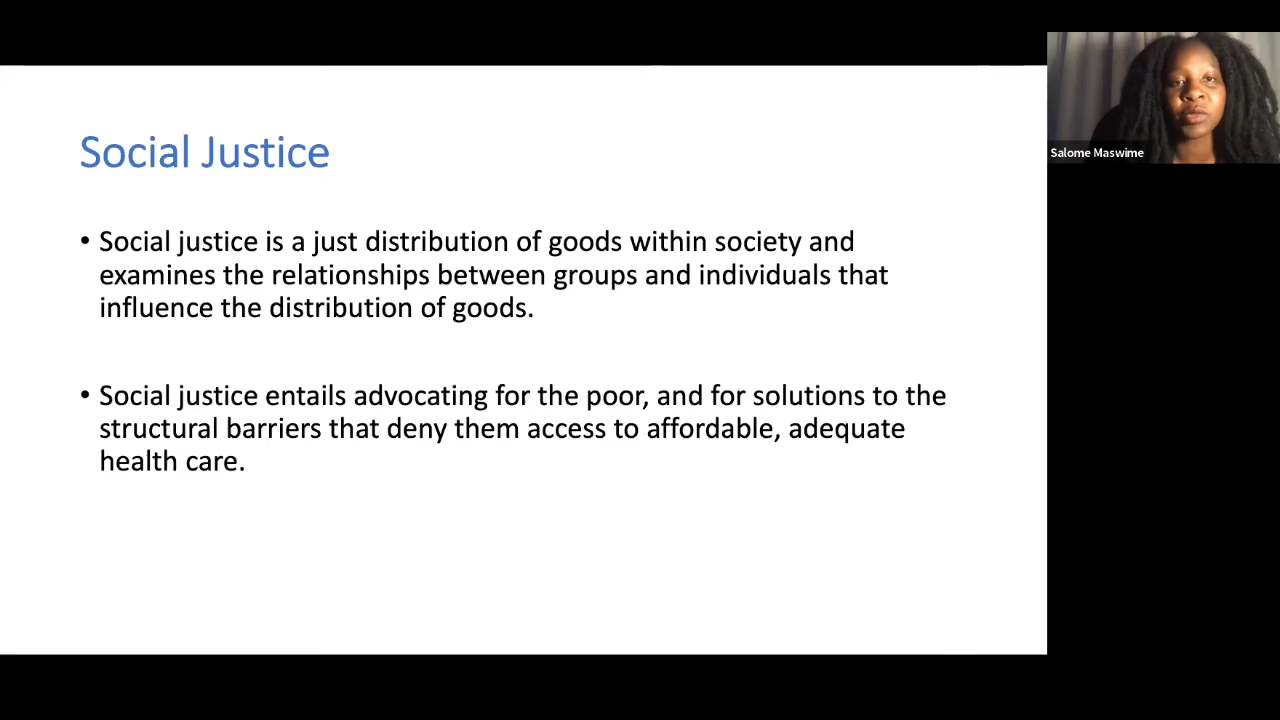 Social Justice
• Social justice is a just distribution of goods within society and
examines the relationships between groups and individuals that
influence the distribution of goods.
• Social justice entails advocating for the poor, and for solutions to the
structural barriers that deny them access to affordable, adequate
health care.
Salome Maswime